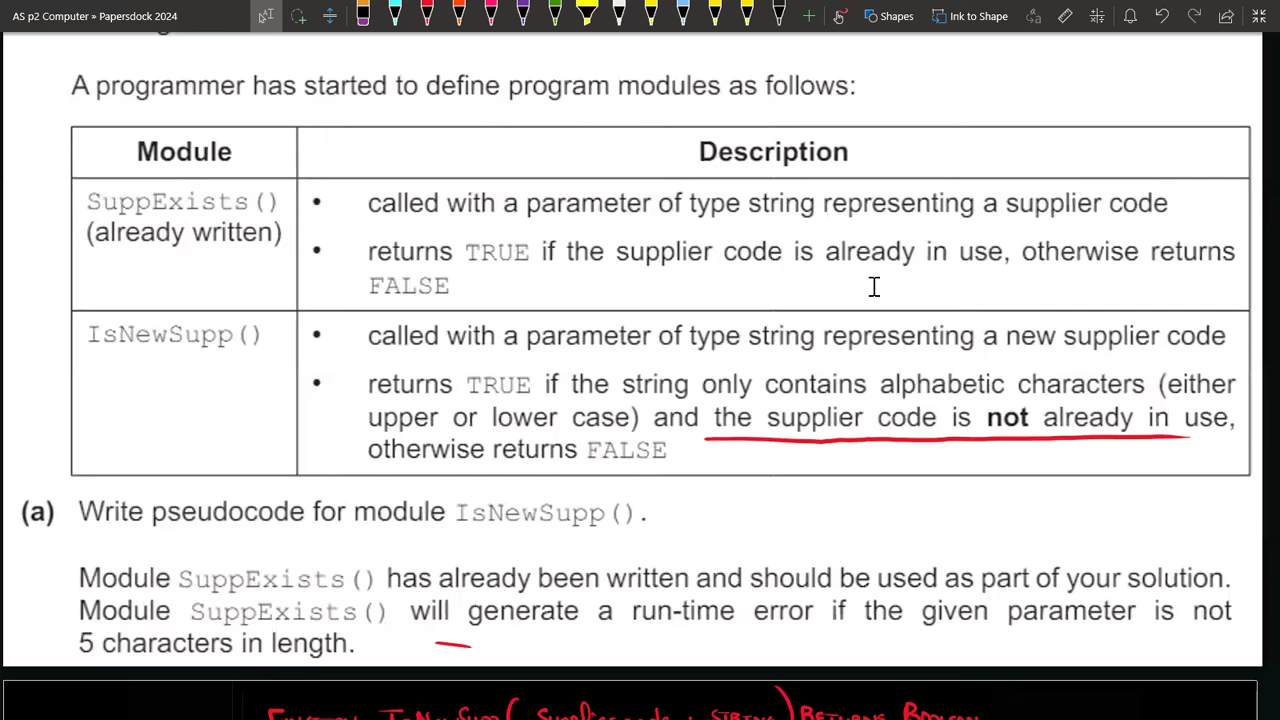 AS p2 Computer » Papersdock 2024
Shapes
Ink to Shape
A programmer has started to define program modules as follows:
Module
Description
SuppExists()
(already written)
• called with a parameter of type string representing a supplier code
• returns TRUE if the supplier code is already in use, otherwise returns
FALSE
IsNewSupp()
• called with a parameter of type string representing a new supplier code
• returns TRUE if the string only contains alphabetic characters (either
upper or lower case) and the supplier code is not already in use,
otherwise returns FALSE
(a) Write pseudocode for module IsNewSupp().
Module SuppExists() has already been written and should be used as part of your solution.
Module SuppExists() will generate a run-time error if the given parameter is not
5 characters in length.